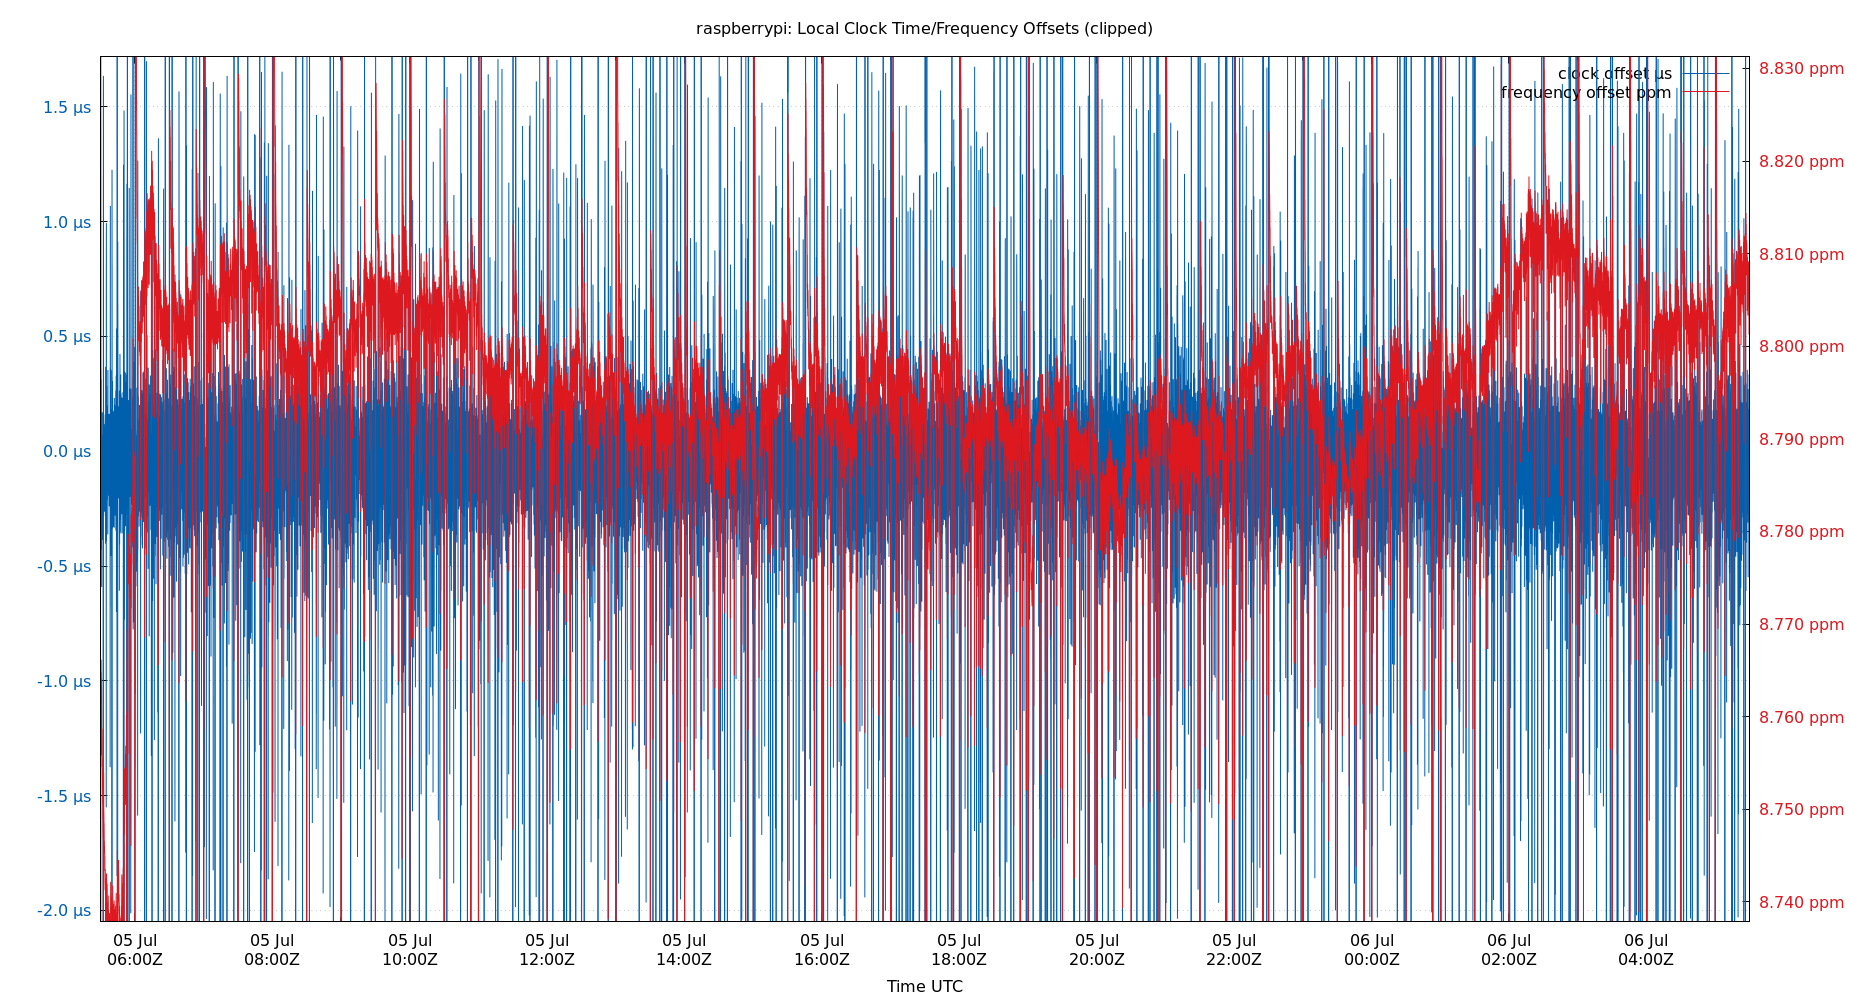 raspberrypi: Local Clock Time/Frequency Offsets (clipped)
clock offset µs
frequency offset ppm
1.5 µs
1.0 µs
0.5 µs
0.0 µs
-0.5 µs
-1.0 µs
-1.5 µs
-2.0 µs
8.830 ppm
8.820 ppm
8.810 ppm
8.800 ppm
8.790 ppm
8.780 ppm
8.770 ppm
8.760 ppm
8.750 ppm
8.740 ppm
05 Jul 05 Jul 05 Jul 05 Jul 05 Jul 05 Jul 05 Jul 05 Jul 05 Jul 06 Jul 06 Jul 06 Jul
06:00Z 08:00Z 10:00Z 12:00Z 14:00Z 16:00Z 18:00Z 20:00Z 22:00Z 00:00Z 02:00Z 04:00Z
Time UTC